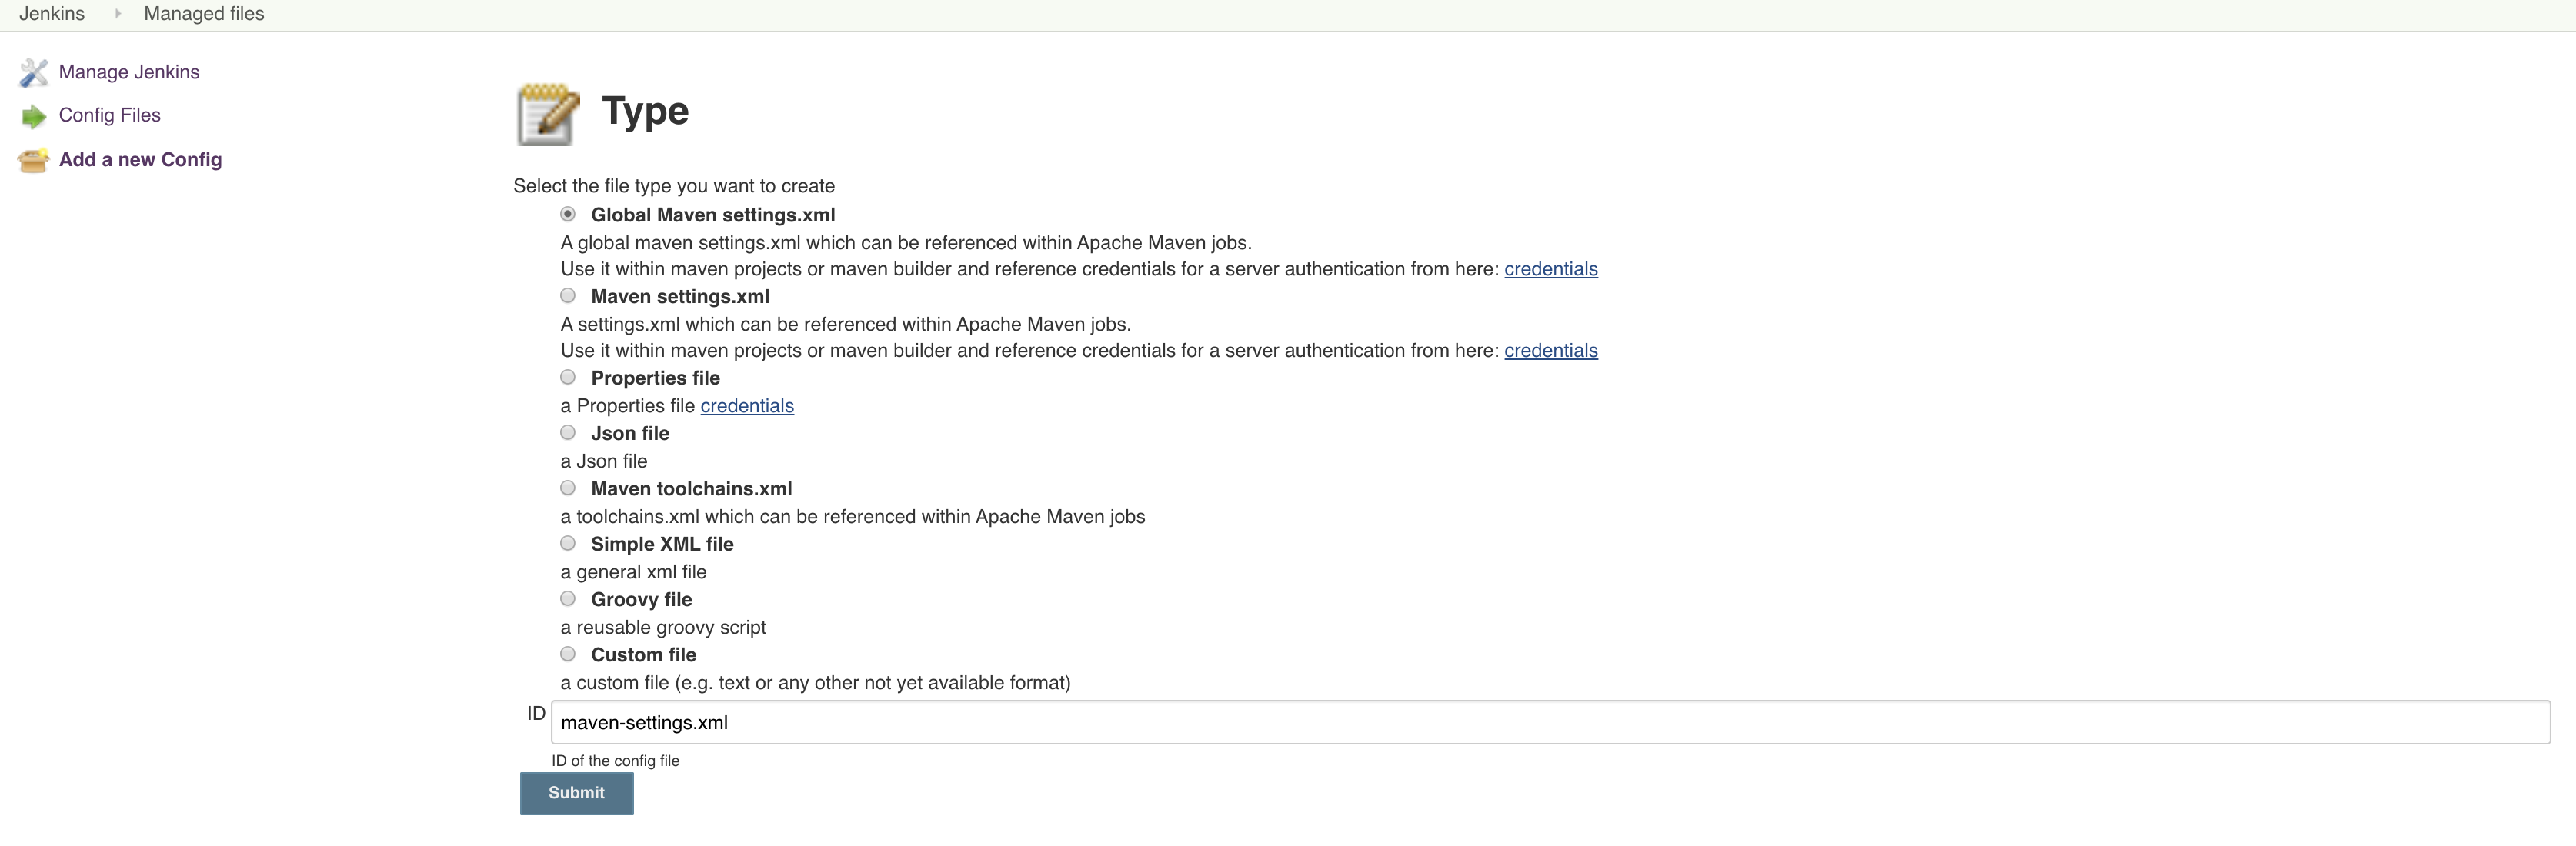 Jenkins Managed files
Manage Jenkins
Config Files
Add a new Config
Type
Select the file type you want to create
Global Maven settings.xml
A global maven settings.xml which can be referenced within Apache Maven jobs.
Use it within maven projects or maven builder and reference credentials for a server authentication from here: credentials
Maven settings.xml
A settings.xml which can be referenced within Apache Maven jobs.
Use it within maven projects or maven builder and reference credentials for a server authentication from here: credentials
Properties file
a Properties file credentials
Json file
a Json file
Maven toolchains.xml
a toolchains.xml which can be referenced within Apache Maven jobs
Simple XML file
a general xml file
Groovy file
a reusable groovy script
Custom file
a custom file (e.g. text or any other not yet available format)
ID maven-settings.xml
ID of the config file
Submit